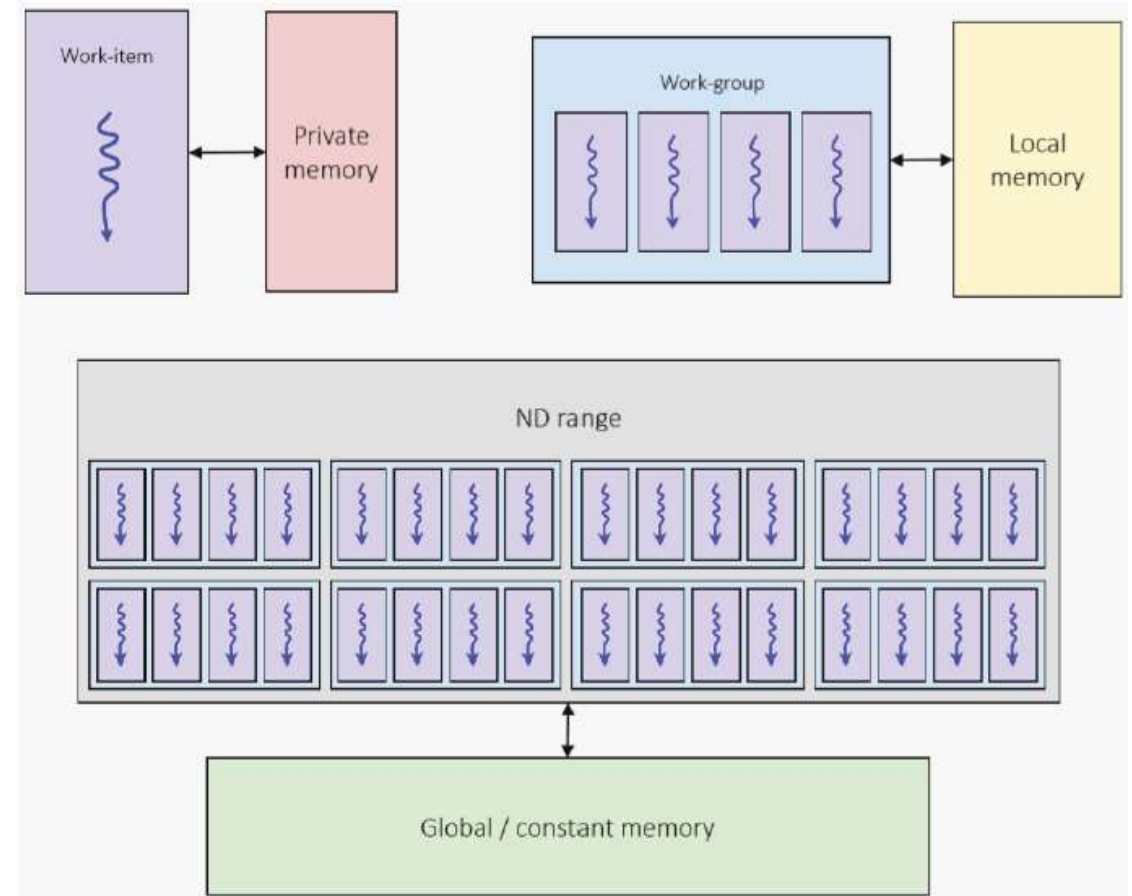 Work-item
Private
memory
Work-group
Local
memory
ND range
Global / constant memory